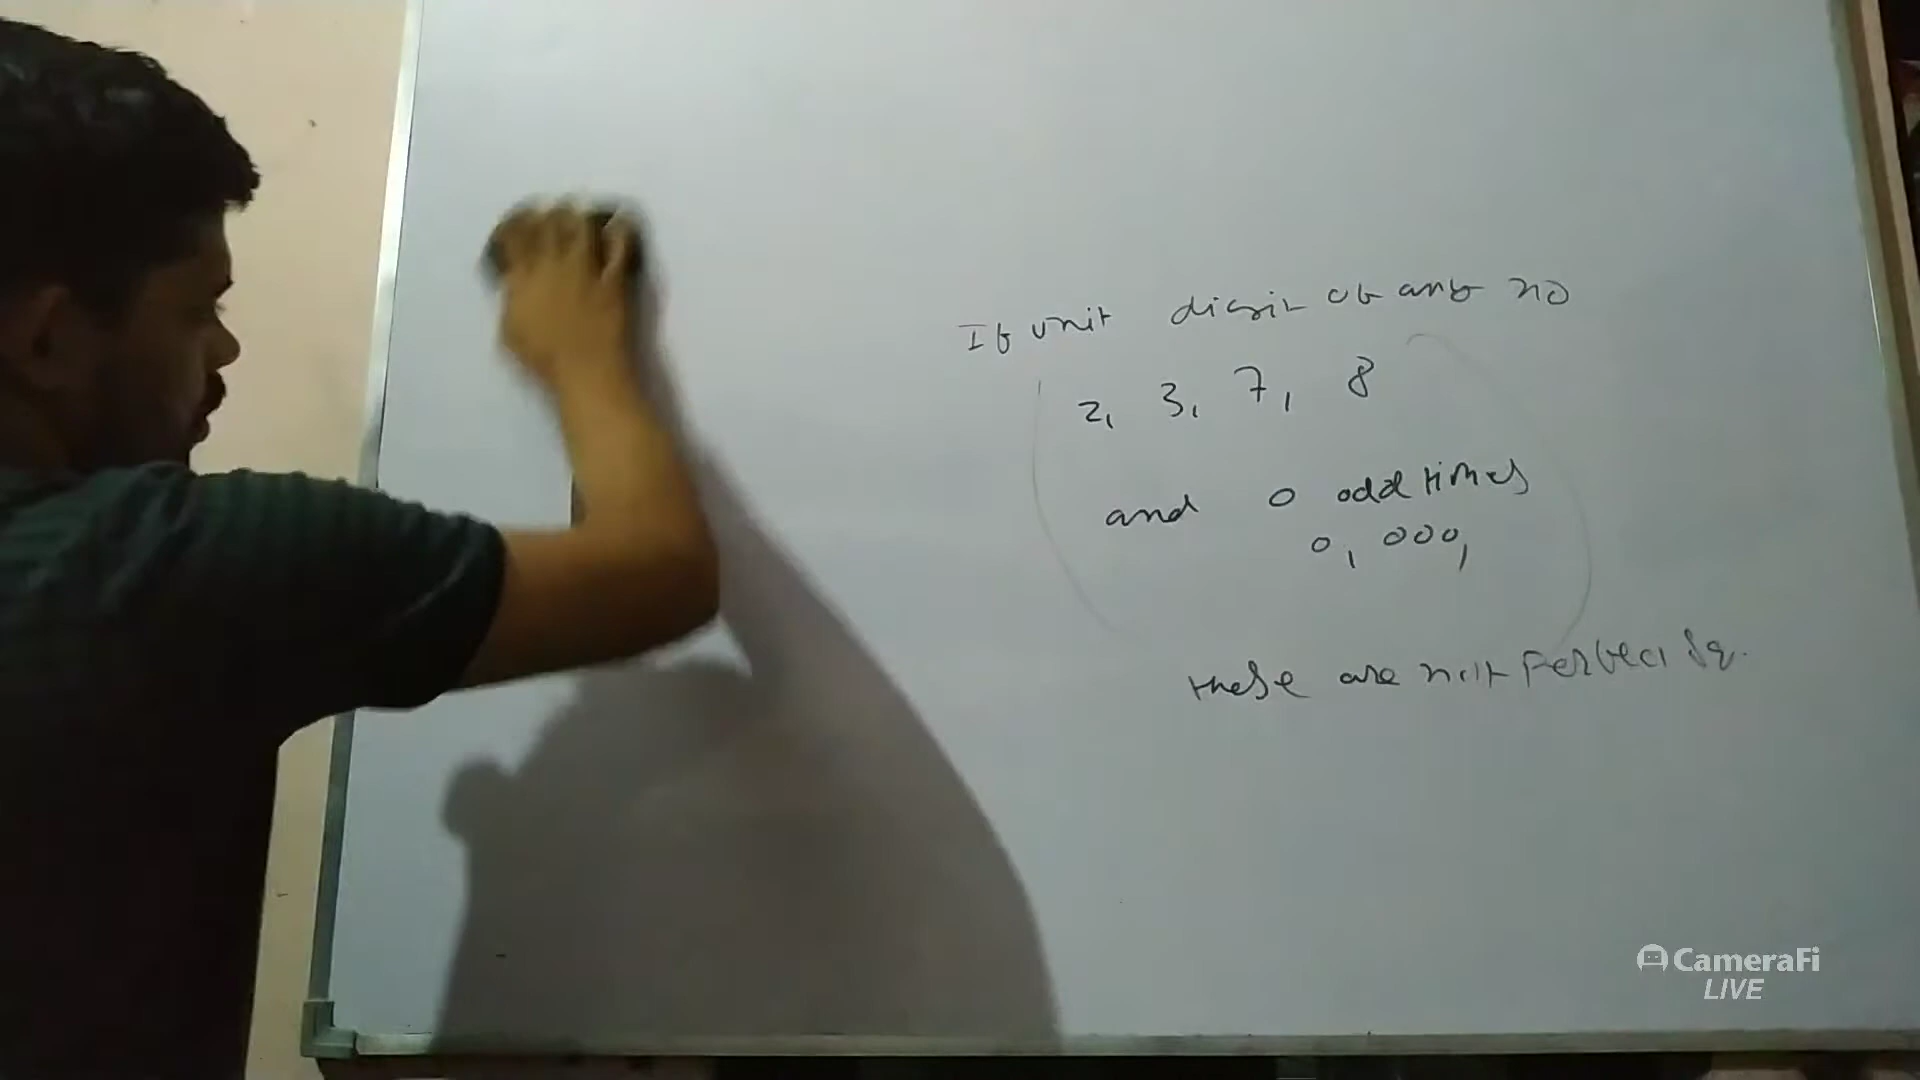 If unit digit of any no
2, 3, 7, 8
and 0 odd times
0, 000,
these are not Perfect Sq.
CameraFi
LIVE